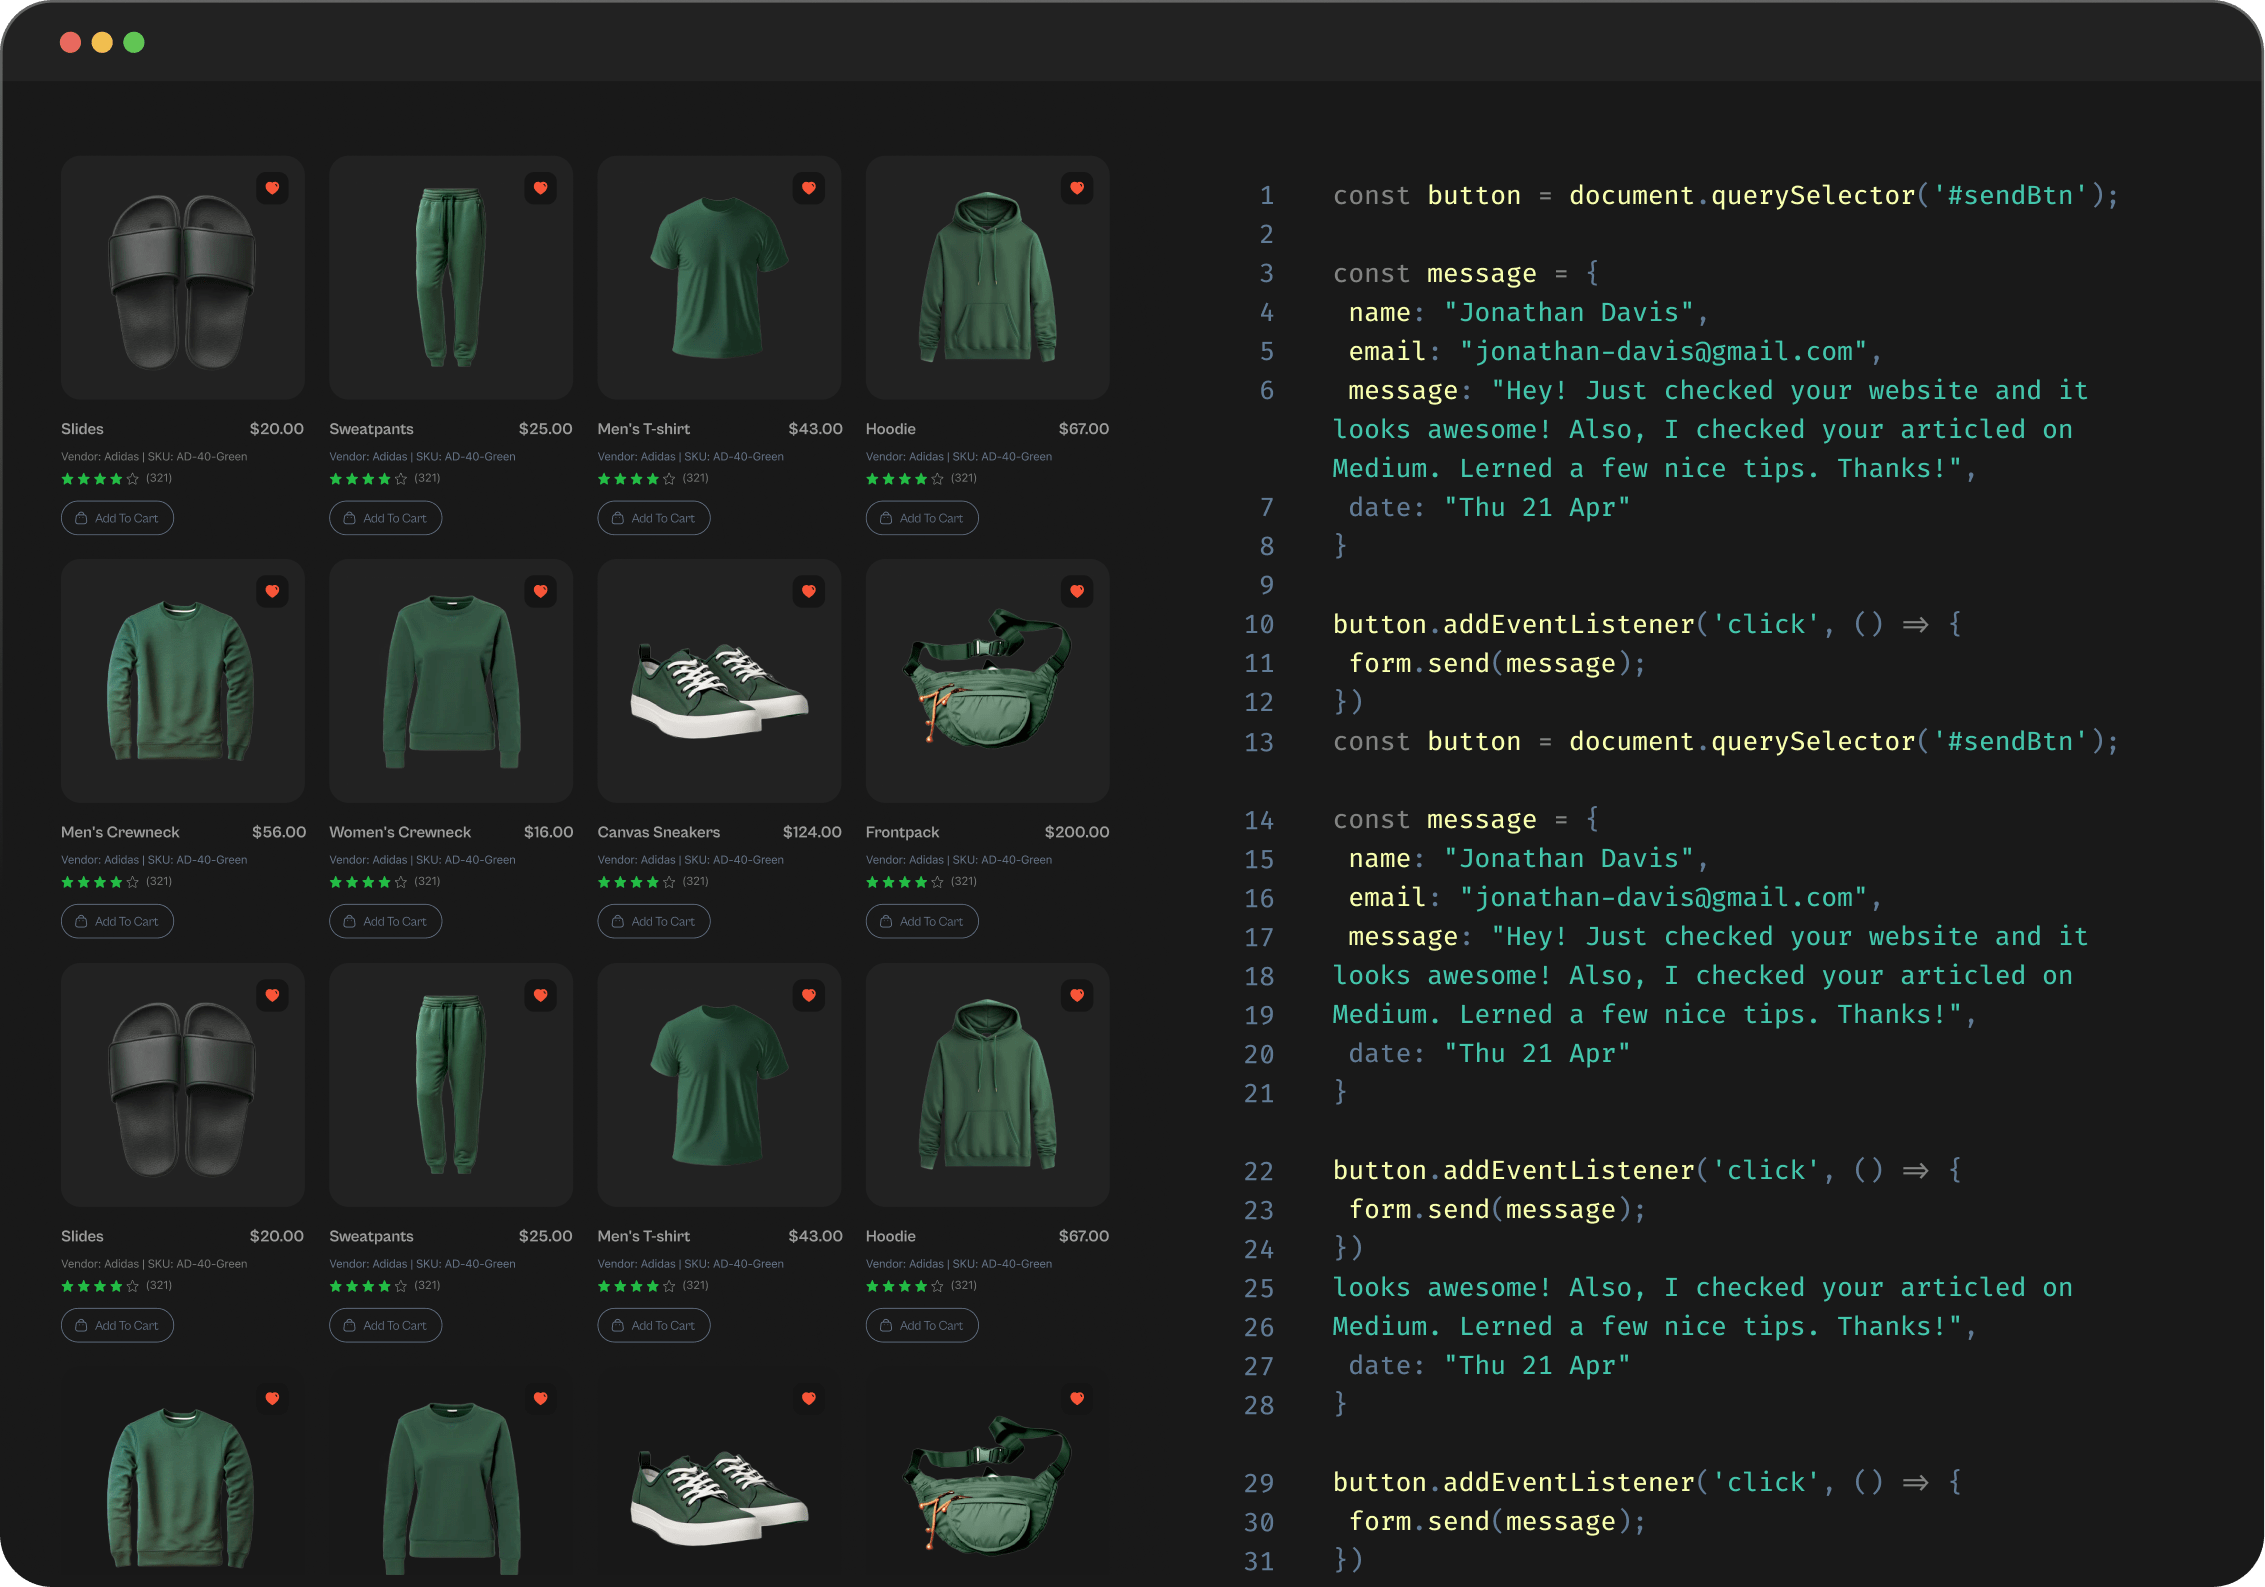 Slides $20.00
Vendor: Adidas | SKU: AD-40-Green
(321)
Add To Cart
Sweatpants $25.00
Vendor: Adidas | SKU: AD-40-Green
(321)
Add To Cart
Men's T-shirt $43.00
Vendor: Adidas | SKU: AD-40-Green
(321)
Add To Cart
Hoodie $67.00
Vendor: Adidas | SKU: AD-40-Green
(321)
Add To Cart
Men's Crewneck $56.00
Vendor: Adidas | SKU: AD-40-Green
(321)
Add To Cart
Women's Crewneck $16.00
Vendor: Adidas | SKU: AD-40-Green
(321)
Add To Cart
Canvas Sneakers $124.00
Vendor: Adidas | SKU: AD-40-Green
(321)
Add To Cart
Frontpack $200.00
Vendor: Adidas | SKU: AD-40-Green
(321)
Add To Cart
Slides $20.00
Vendor: Adidas | SKU: AD-40-Green
(321)
Add To Cart
Sweatpants $25.00
Vendor: Adidas | SKU: AD-40-Green
(321)
Add To Cart
Men's T-shirt $43.00
Vendor: Adidas | SKU: AD-40-Green
(321)
Add To Cart
Hoodie $67.00
Vendor: Adidas | SKU: AD-40-Green
(321)
Add To Cart
1 const button = document.querySelector('#sendBtn');
2
3 const message = {
4 name: "Jonathan Davis",
5 email: "jonathan-davis@gmail.com",
6 message: "Hey! Just checked your website and it
looks awesome! Also, I checked your articled on
Medium. Lerned a few nice tips. Thanks!",
7 date: "Thu 21 Apr"
8 }
9
10 button.addEventListener('click', () => {
11 form.send(message);
12 })
13 const button = document.querySelector('#sendBtn');
14 const message = {
15 name: "Jonathan Davis",
16 email: "jonathan-davis@gmail.com",
17 message: "Hey! Just checked your website and it
18 looks awesome! Also, I checked your articled on
19 Medium. Lerned a few nice tips. Thanks!",
20 date: "Thu 21 Apr"
21 }
22 button.addEventListener('click', () => {
23 form.send(message);
24 })
25 looks awesome! Also, I checked your articled on
26 Medium. Lerned a few nice tips. Thanks!",
27 date: "Thu 21 Apr"
28 }
29 button.addEventListener('click', () => {
30 form.send(message);
31 })